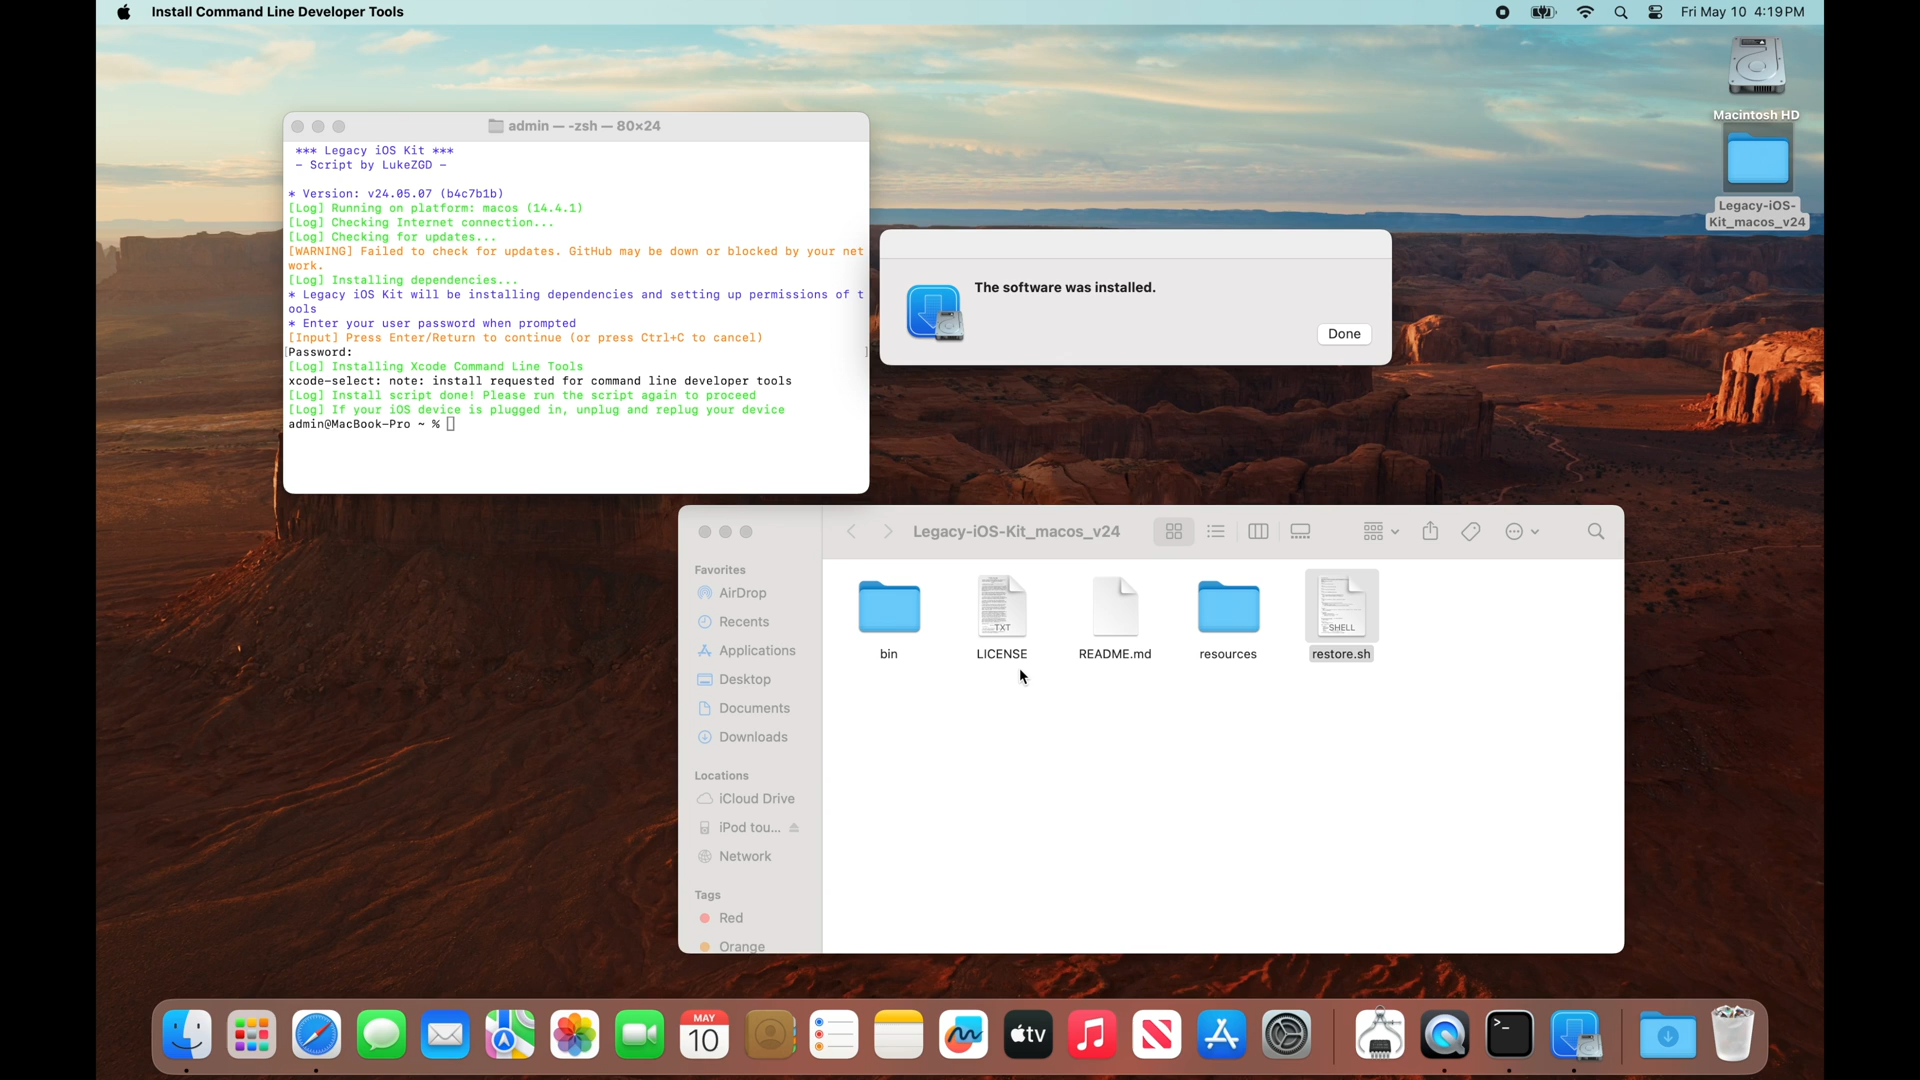 Install Command Line Developer Tools
Fri May 10 4:19 PM
Macintosh HD
Legacy-iOS-
Kit_macos_v24
admin — -zsh — 80×24
*** Legacy iOS Kit ***
- Script by LukeZGD -
* Version: v24.05.07 (b4c7b1b)
[Log] Running on platform: macos (14.4.1)
[Log] Checking Internet connection...
[Log] Checking for updates...
[WARNING] Failed to check for updates. GitHub may be down or blocked by your net
work.
[Log] Installing dependencies...
* Legacy iOS Kit will be installing dependencies and setting up permissions of t
ools
* Enter your user password when prompted
[Input] Press Enter/Return to continue (or press Ctrl+C to cancel)
[Password: ]
[Log] Installing Xcode Command Line Tools
xcode-select: note: install requested for command line developer tools
[Log] Install script done! Please run the script again to proceed
[Log] If your iOS device is plugged in, unplug and replug your device
admin@MacBook-Pro ~ %
The software was installed.
Done
Legacy-iOS-Kit_macos_v24
Favorites
AirDrop
Recents
Applications
Desktop
Documents
Downloads
Locations
iCloud Drive
iPod tou...
Network
Tags
Red
Orange
TXT
SHELL
bin
LICENSE
README.md
resources
restore.sh
MAY
10
tv
>_